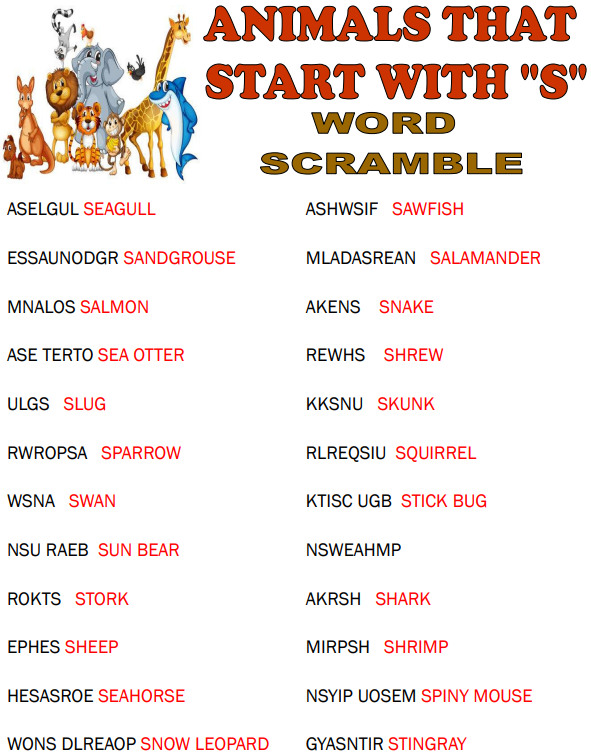 ANIMALS THAT
START WITH "S"
WORD
SCRAMBLE
ASELGUL SEAGULL
ESSAUNODGR SANDGROUSE
MNALOS SALMON
ASE TERTO SEA OTTER
ULGS SLUG
RWROPSA SPARROW
WSNA SWAN
NSU RAEB SUN BEAR
ROKTS STORK
EPHES SHEEP
HESASROE SEAHORSE
WONS DLREAOP SNOW LEOPARD
ASHWSIF SAWFISH
MLADASREAN SALAMANDER
AKENS SNAKE
REWHS SHREW
KKSNU SKUNK
RLREQSIU SQUIRREL
KTISC UGB STICK BUG
NSWEAHMP
AKRSH SHARK
MIRPSH SHRIMP
NSYIP UOSEM SPINY MOUSE
GYASNTIR STINGRAY